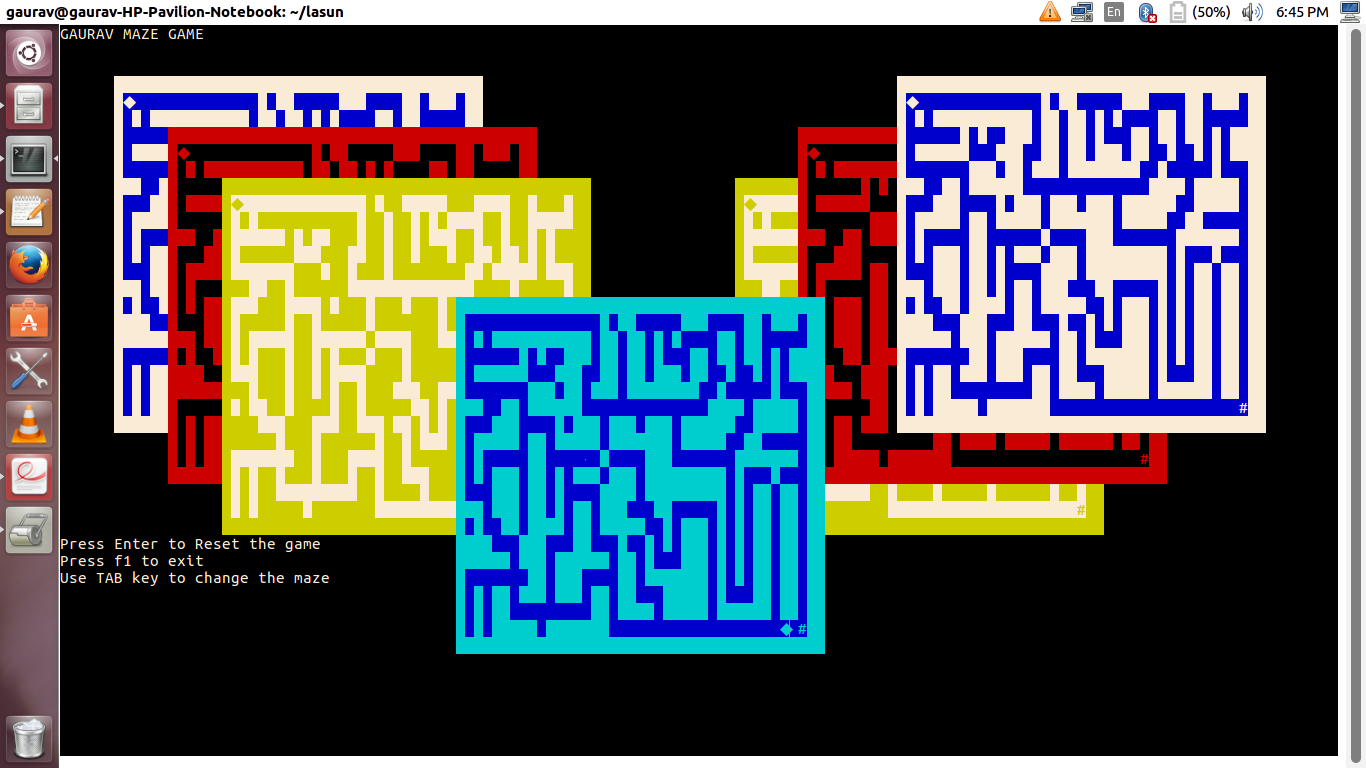 gaurav@gaurav-HP-Pavilion-Notebook: ~/lasun
En
(50%)
6:45 PM
GAURAV MAZE GAME
#
#
#
Press Enter to Reset the game
Press f1 to exit
Use TAB key to change the maze
#